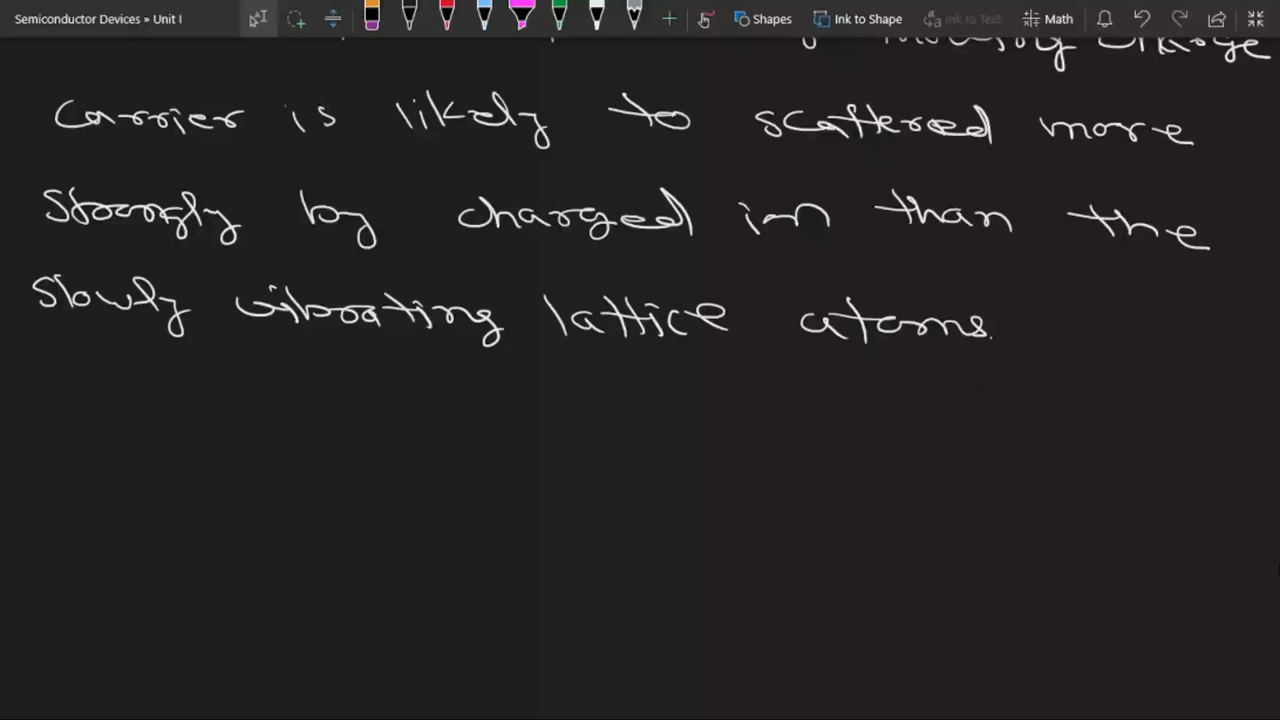 Semiconductor Devices » Unit I
Shapes
Ink to Shape
Ink to Text
Math
carrier is likely to scattered more
strongly by charged ion than the
slowly vibrating lattice atoms.